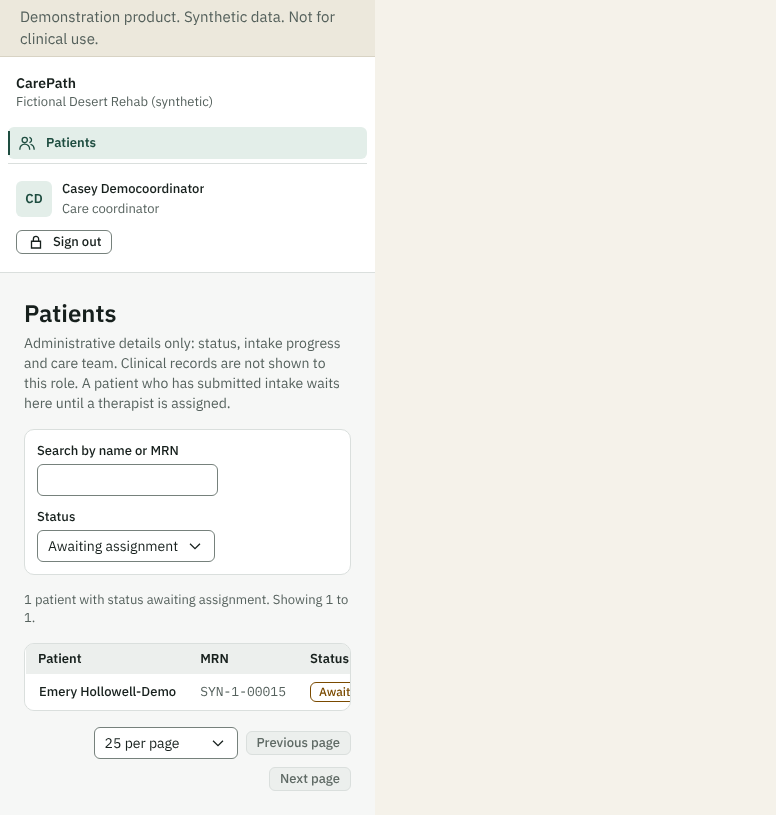 Demonstration product. Synthetic data. Not for
clinical use.
CarePath
Fictional Desert Rehab (synthetic)
Patients
CD
Casey Democoordinator
Care coordinator
Sign out
Patients
Administrative details only: status, intake progress
and care team. Clinical records are not shown to
this role. A patient who has submitted intake waits
here until a therapist is assigned.
Search by name or MRN
Status
Awaiting assignment
1 patient with status awaiting assignment. Showing 1 to
1.
Patient MRN Status
Emery Hollowell-Demo SYN-1-00015 Await
25 per page Previous page
Next page